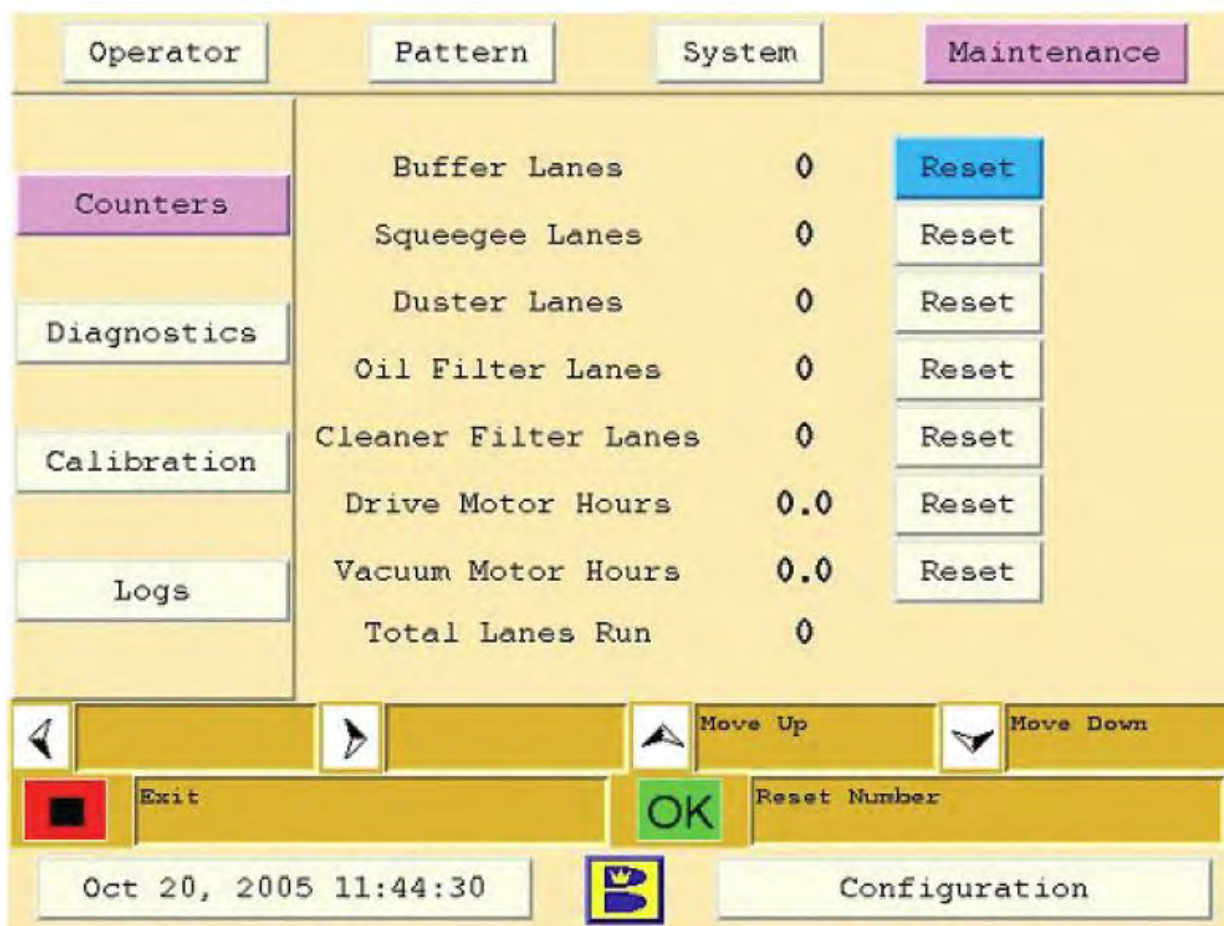 Operator Pattern System Maintenance
Counters
Diagnostics
Calibration
Logs
Buffer Lanes 0 Reset
Squeegee Lanes 0 Reset
Duster Lanes 0 Reset
Oil Filter Lanes 0 Reset
Cleaner Filter Lanes 0 Reset
Drive Motor Hours 0.0 Reset
Vacuum Motor Hours 0.0 Reset
Total Lanes Run 0
Move Up Move Down
Exit OK Reset Number
Oct 20, 2005 11:44:30 B Configuration